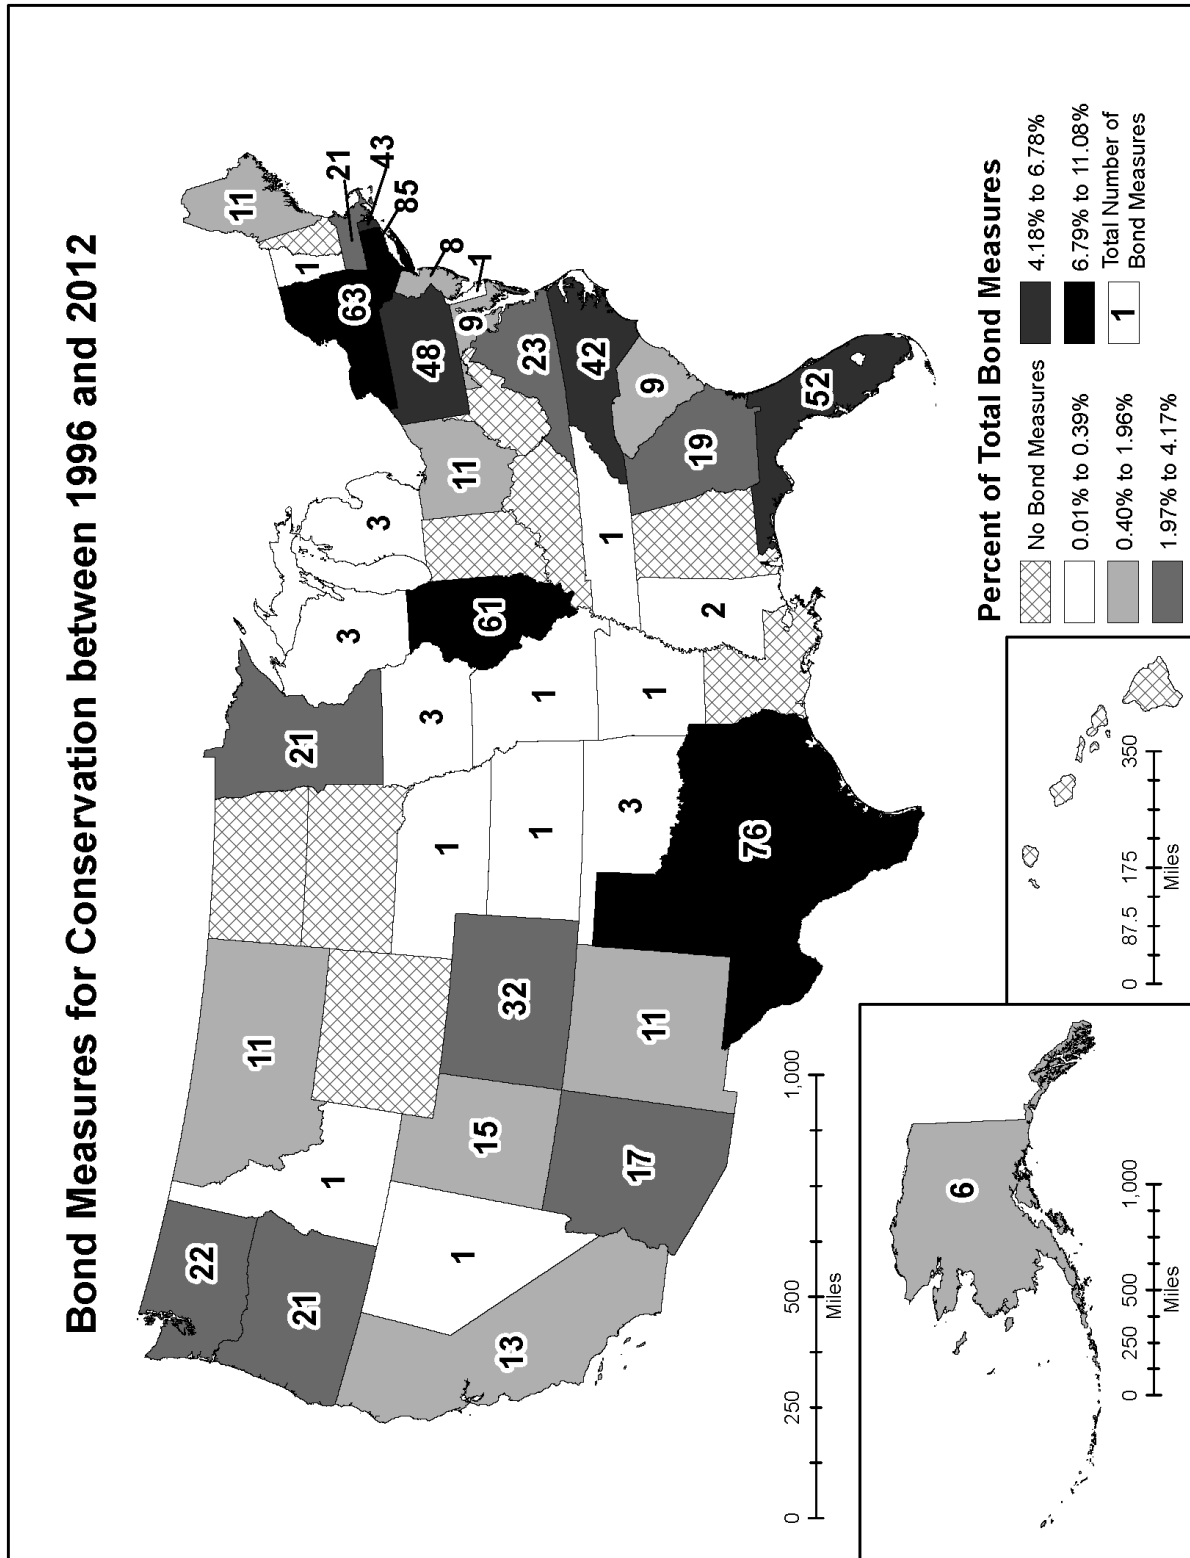 Bond Measures for Conservation between 1996 and 2012
22
21
13
1
1
11
15
17
32
11
1
1
3
76
21
3
1
1
3
61
2
3
11
1
19
52
9
42
23
9
48
63
1
11
21
43
85
8
1
0 250 500 1,000
Miles
6
0 250 500 1,000
Miles
0 87.5 175 350
Miles
Percent of Total Bond Measures
No Bond Measures
0.01% to 0.39%
0.40% to 1.96%
1.97% to 4.17%
4.18% to 6.78%
6.79% to 11.08%
1
Total Number of
Bond Measures